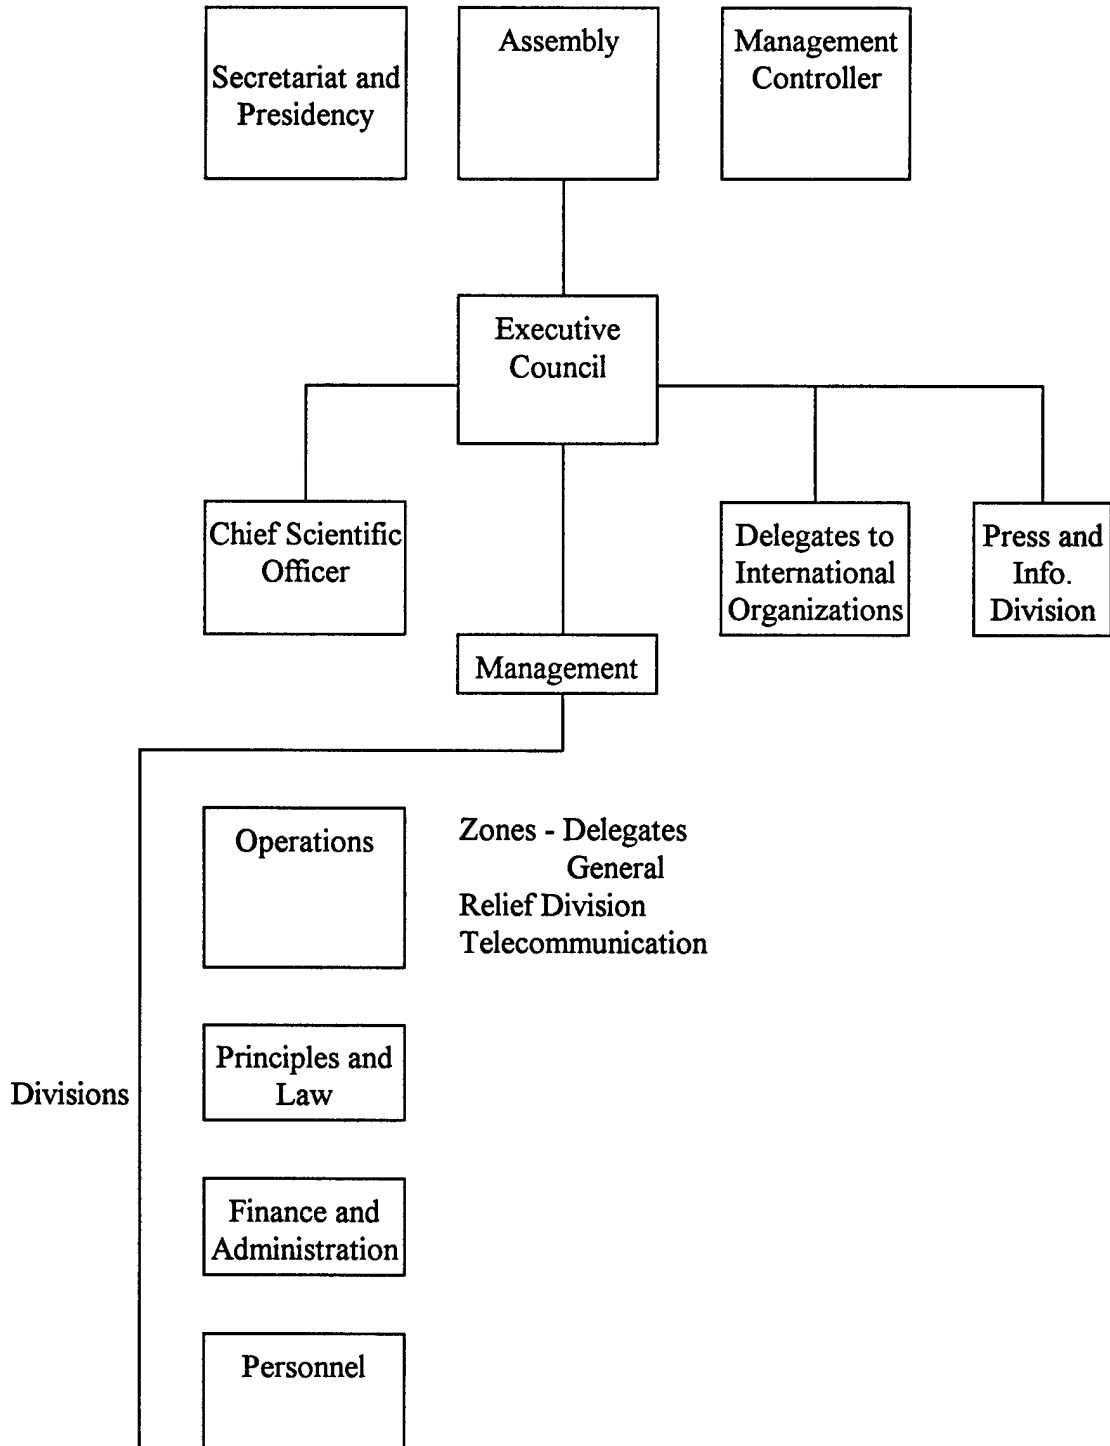 Secretariat and
Presidency
Assembly
Management
Controller
Executive
Council
Chief Scientific
Officer
Delegates to
International
Organizations
Press and
Info.
Division
Management
Operations
Zones - Delegates
General
Relief Division
Telecommunication
Divisions
Principles and
Law
Finance and
Administration
Personnel